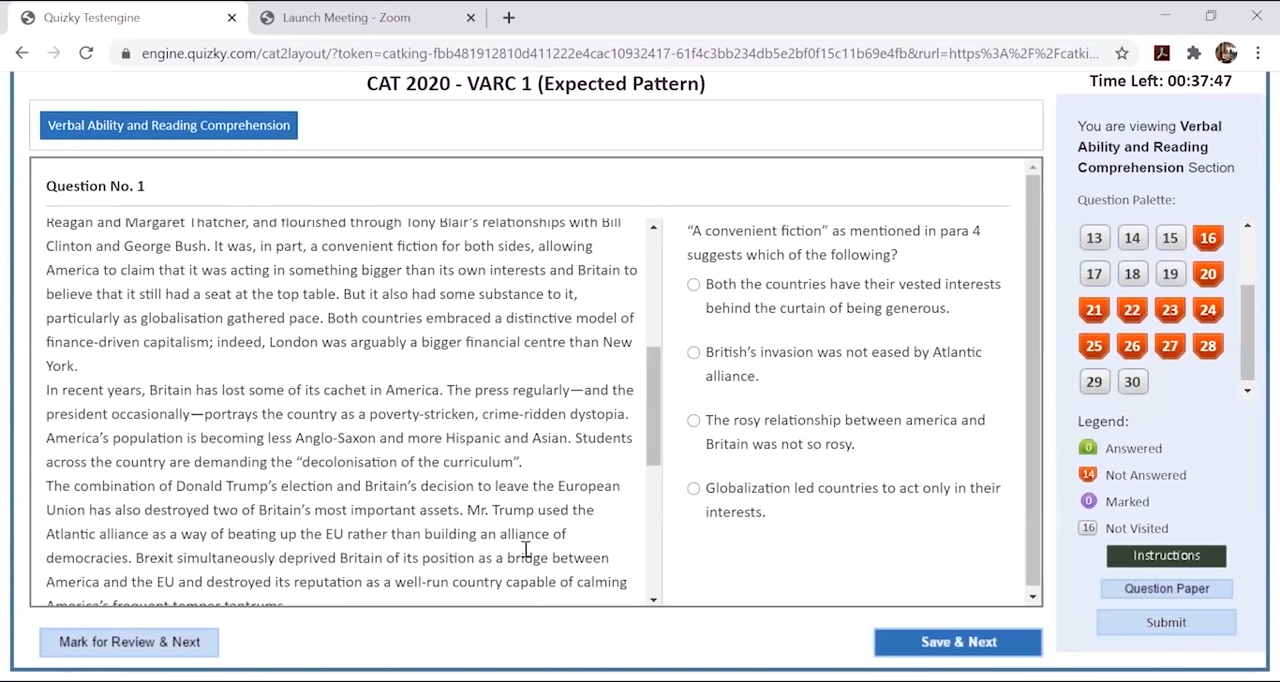 Quizky Testengine
Launch Meeting - Zoom
engine.quizky.com/cat2layout/?token=catking-fbb481912810d411222e4cac10932417-61f4c3bb234db5e2bf0f15c11b69e4fb&rurl=https%3A%2F%2Fcatki...
CAT 2020 - VARC 1 (Expected Pattern)
Time Left: 00:37:47
Verbal Ability and Reading Comprehension
Question No. 1
Reagan and Margaret Thatcher, and flourished through Tony Blair's relationships with Bill
Clinton and George Bush. It was, in part, a convenient fiction for both sides, allowing
America to claim that it was acting in something bigger than its own interests and Britain to
believe that it still had a seat at the top table. But it also had some substance to it,
particularly as globalisation gathered pace. Both countries embraced a distinctive model of
finance-driven capitalism; indeed, London was arguably a bigger financial centre than New
York.
In recent years, Britain has lost some of its cachet in America. The press regularly—and the
president occasionally—portrays the country as a poverty-stricken, crime-ridden dystopia.
America's population is becoming less Anglo-Saxon and more Hispanic and Asian. Students
across the country are demanding the “decolonisation of the curriculum”.
The combination of Donald Trump's election and Britain's decision to leave the European
Union has also destroyed two of Britain's most important assets. Mr. Trump used the
Atlantic alliance as a way of beating up the EU rather than building an alliance of
democracies. Brexit simultaneously deprived Britain of its position as a bridge between
America and the EU and destroyed its reputation as a well-run country capable of calming
America's frequent temper tantrums.
“A convenient fiction” as mentioned in para 4
suggests which of the following?
Both the countries have their vested interests
behind the curtain of being generous.
British's invasion was not eased by Atlantic
alliance.
The rosy relationship between america and
Britain was not so rosy.
Globalization led countries to act only in their
interests.
Mark for Review & Next
Save & Next
You are viewing Verbal
Ability and Reading
Comprehension Section
Question Palette:
13 14 15 16
17 18 19 20
21 22 23 24
25 26 27 28
29 30
Legend:
0 Answered
14 Not Answered
0 Marked
16 Not Visited
Instructions
Question Paper
Submit